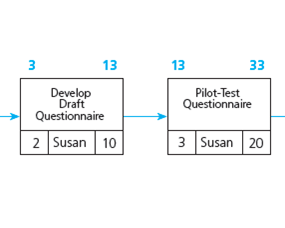 3 13 13 33
Develop
Draft
Questionnaire
2 Susan 10
Pilot-Test
Questionnaire
3 Susan 20